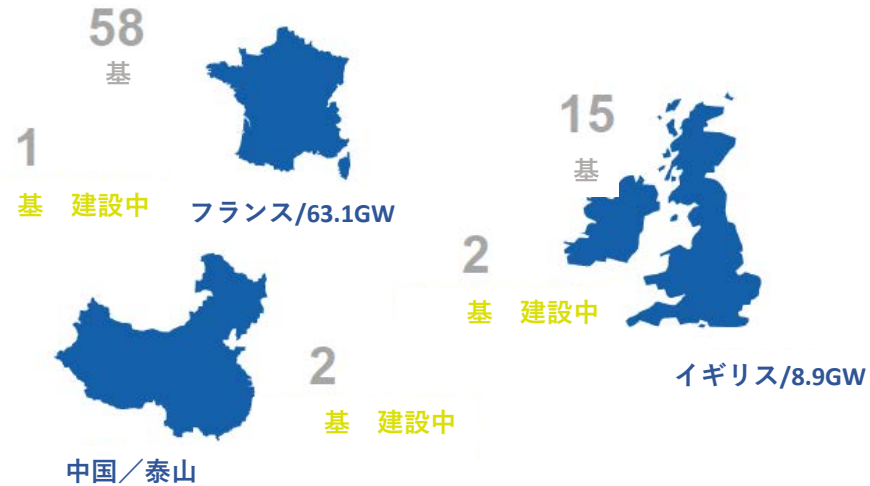 58
基
1
基 建設中
フランス/63.1GW
15
基
2
基 建設中
イギリス/8.9GW
2
基 建設中
中国／泰山